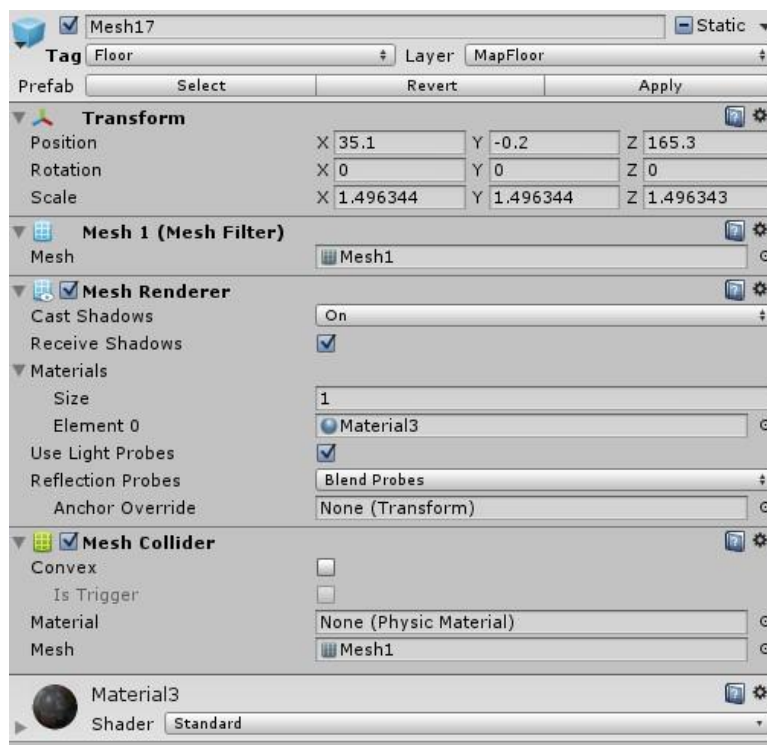 Mesh17 Static
Tag Floor Layer MapFloor
Prefab Select Revert Apply
Transform
Position X 35.1 Y -0.2 Z 165.3
Rotation X 0 Y 0 Z 0
Scale X 1.496344 Y 1.496344 Z 1.496343
Mesh 1 (Mesh Filter)
Mesh Mesh1
Mesh Renderer
Cast Shadows On
Receive Shadows
Materials
Size 1
Element 0 Material3
Use Light Probes
Reflection Probes Blend Probes
Anchor Override None (Transform)
Mesh Collider
Convex
Is Trigger
Material None (Physic Material)
Mesh Mesh1
Material3
Shader Standard